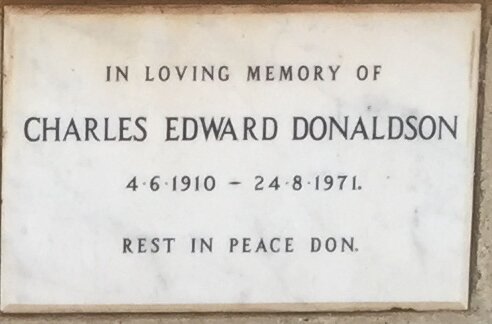 IN LOVING MEMORY OF
CHARLES EDWARD DONALDSON
4·6·1910 – 24·8·1971.
REST IN PEACE DON.